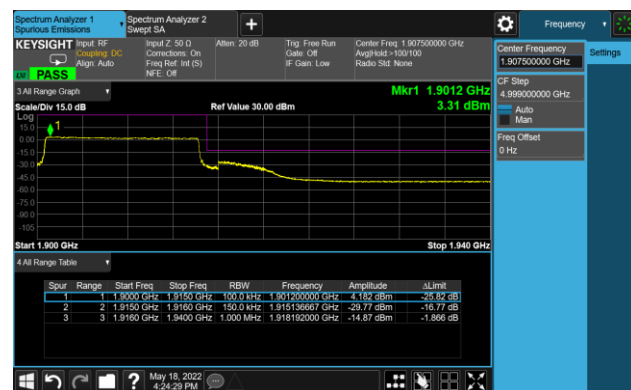 Spectrum Analyzer 1
Spurious Emissions
Spectrum Analyzer 2
Swept SA
+
Frequency
KEYSIGHT
Input: RF
Coupling: DC
Align: Auto
Input Z: 50 Ω
Corrections: On
Freq Ref: Int (S)
NFE: Off
Atten: 20 dB
Trig: Free Run
Gate: Off
IF Gain: Low
Center Freq: 1.907500000 GHz
Avg|Hold:>100/100
Radio Std: None
PASS
Center Frequency
1.907500000 GHz
Settings
CF Step
4.999000000 GHz
Auto
Man
Freq Offset
0 Hz
3 All Range Graph
Mkr1 1.9012 GHz
3.31 dBm
Scale/Div 15.0 dB
Ref Value 30.00 dBm
Log
15.0
0.00
-15.0
-30.0
-45.0
-60.0
-75.0
-90.0
-105
1
Start 1.900 GHz
Stop 1.940 GHz
4 All Range Table
Spur Range Start Freq Stop Freq RBW Frequency Amplitude ΔLimit
1 1 1.9000 GHz 1.9150 GHz 100.0 kHz 1.901200000 GHz 4.182 dBm -25.82 dB
2 2 1.9150 GHz 1.9160 GHz 150.0 kHz 1.915136667 GHz -29.77 dBm -16.77 dB
3 3 1.9160 GHz 1.9400 GHz 1.000 MHz 1.918192000 GHz -14.87 dBm -1.866 dB
?
May 18, 2022
4:24:29 PM